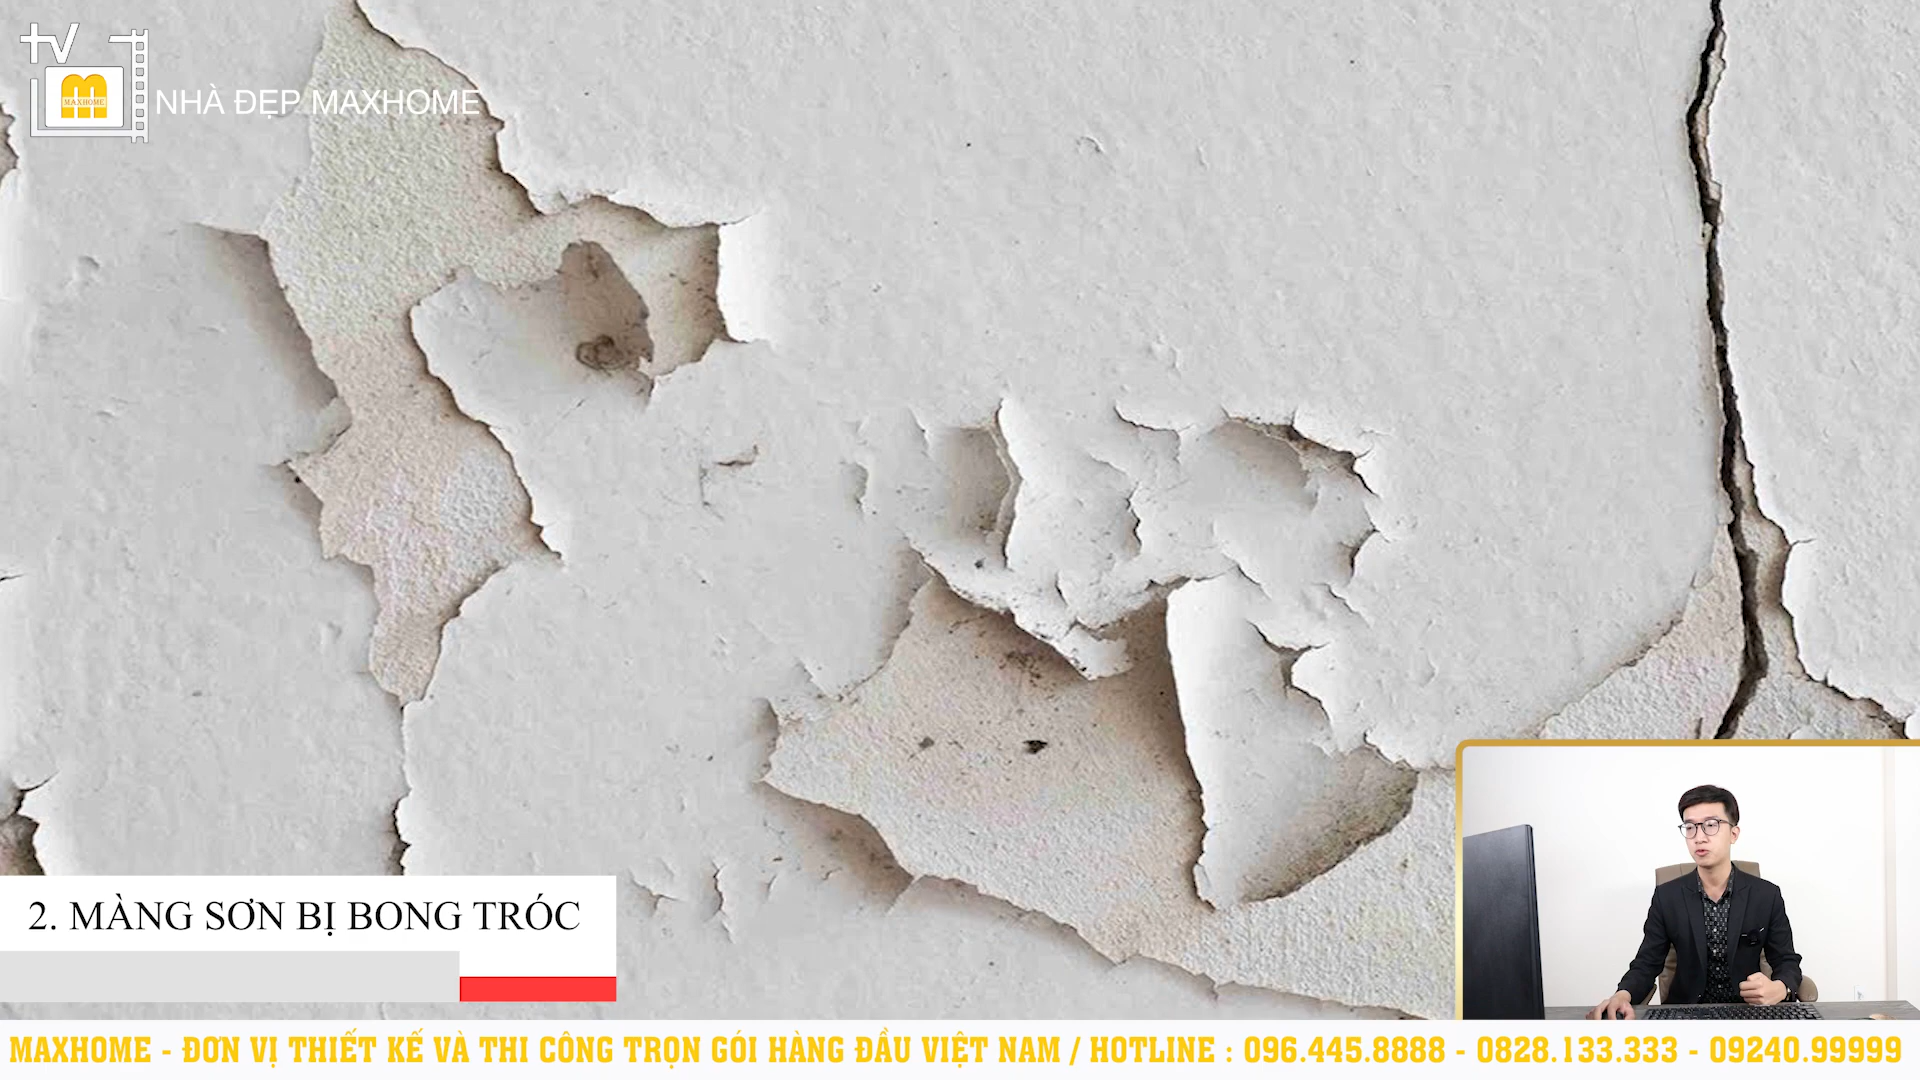 tv
MAXHOME
NHÀ ĐẸP MAXHOME
2. MÀNG SƠN BỊ BONG TRÓC
MAXHOME - ĐƠN VỊ THIẾT KẾ VÀ THI CÔNG TRỌN GÓI HÀNG ĐẦU VIỆT NAM / HOTLINE : 096.445.8888 - 0828.133.333 - 09240.99999